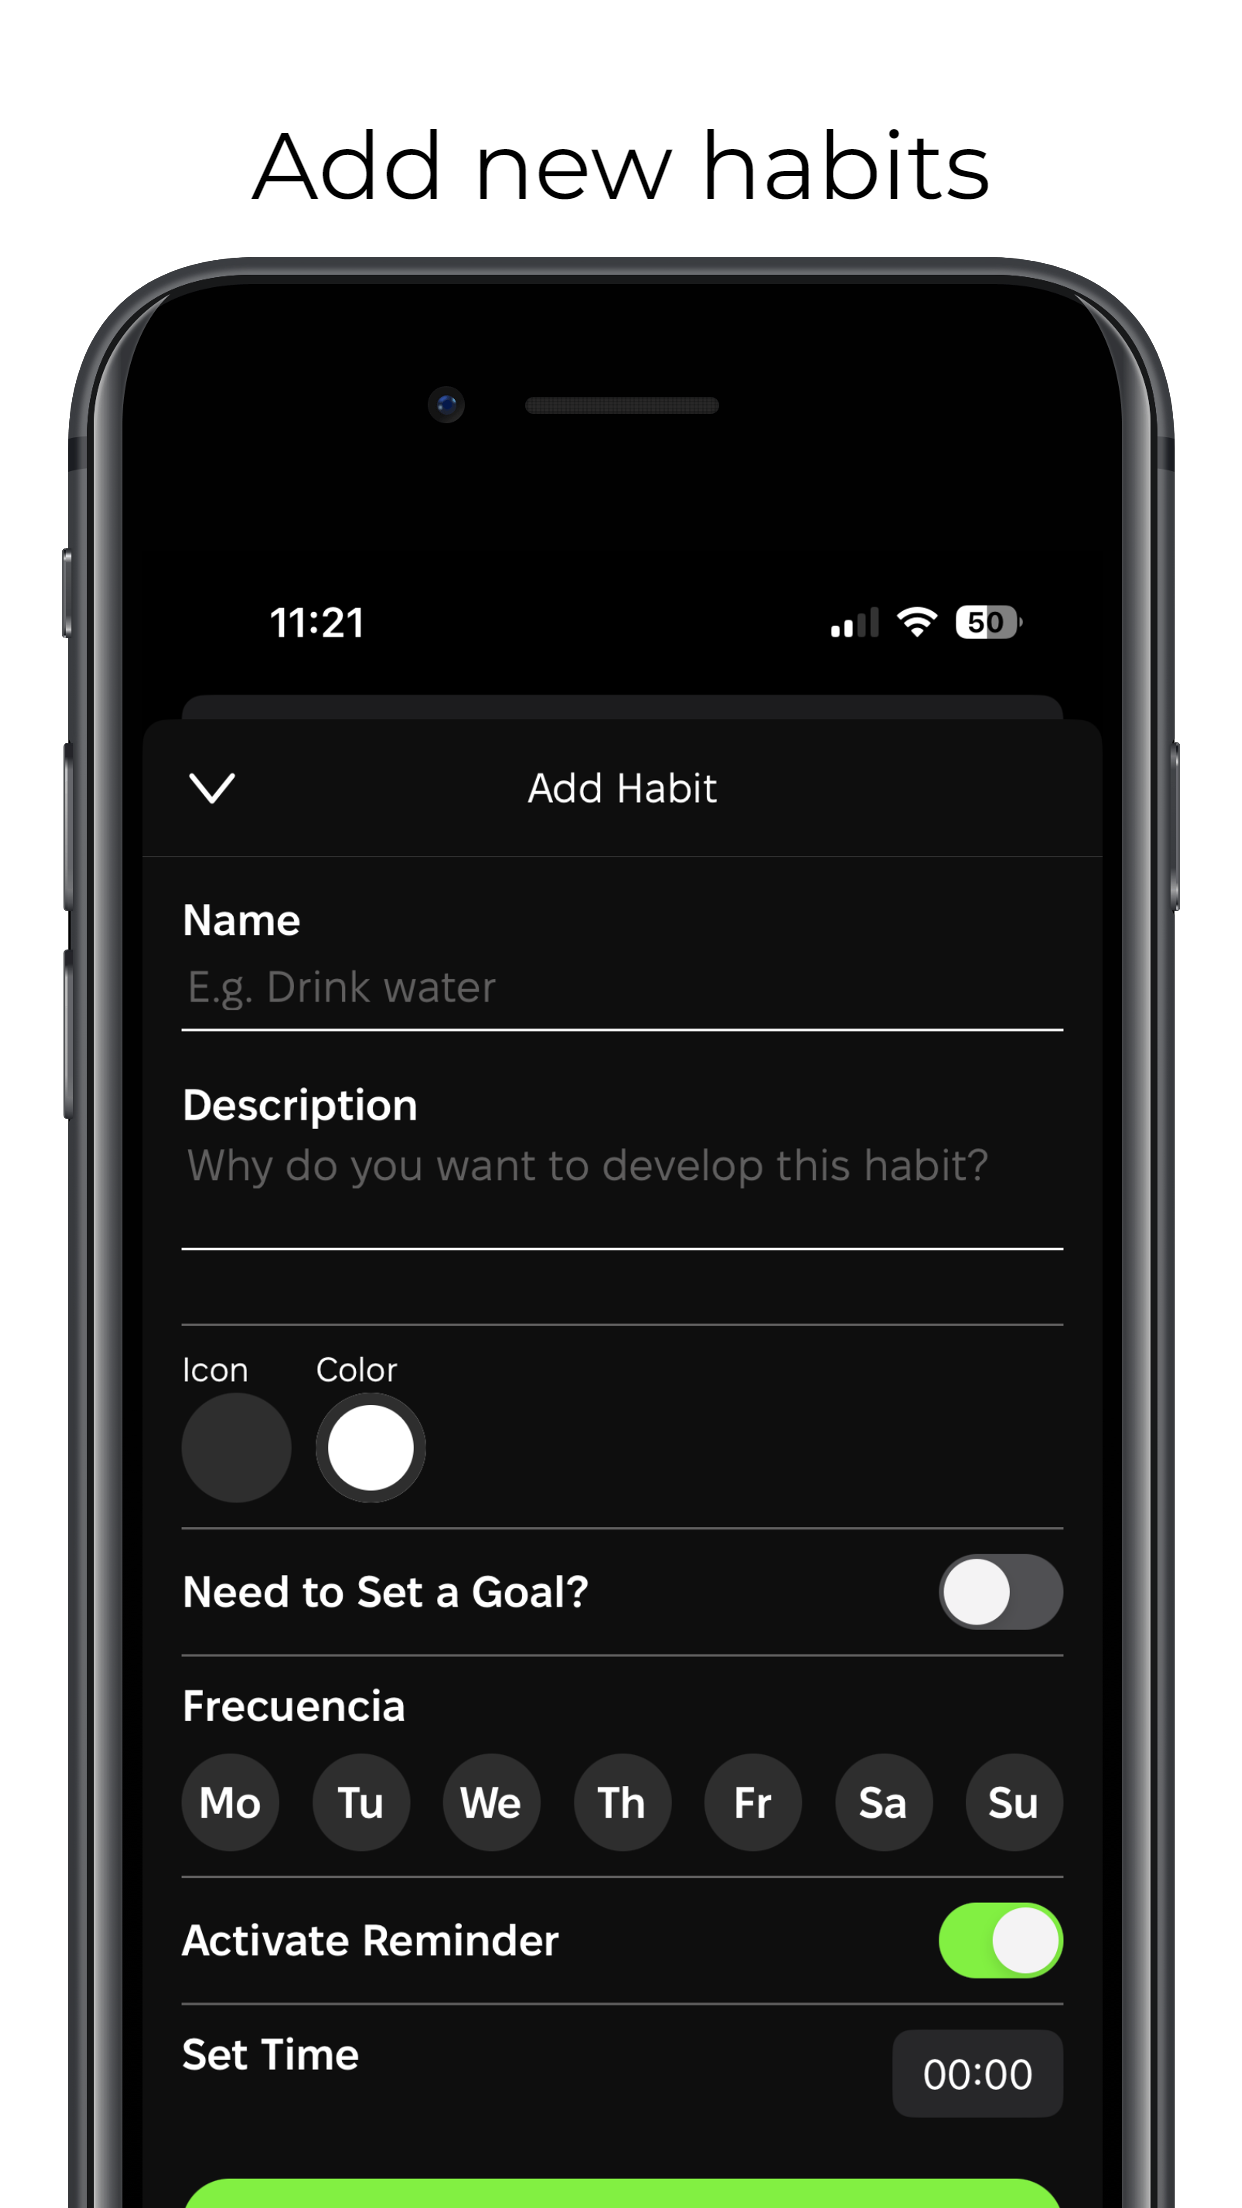 Add new habits
11:21
50
Add Habit
Name
E.g. Drink water
Description
Why do you want to develop this habit?
Icon Color
Need to Set a Goal?
Frecuencia
Mo Tu We Th Fr Sa Su
Activate Reminder
Set Time
00:00